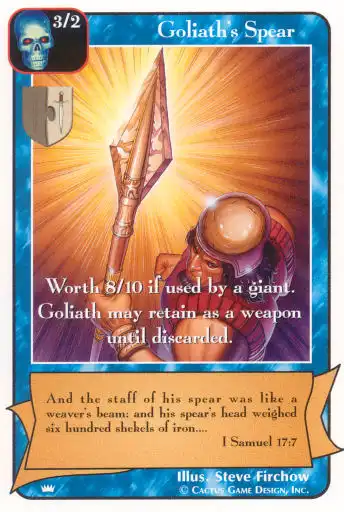 3/2
Goliath's Spear
Worth 8/10 if used by a giant.
Goliath may retain as a weapon
until discarded.
And the staff of his spear was like a
weaver's beam: and his spear's head weighed
six hundred shekels of iron....
I Samuel 17:7
Illus. Steve Firchow
© Cactus Game Design, Inc.